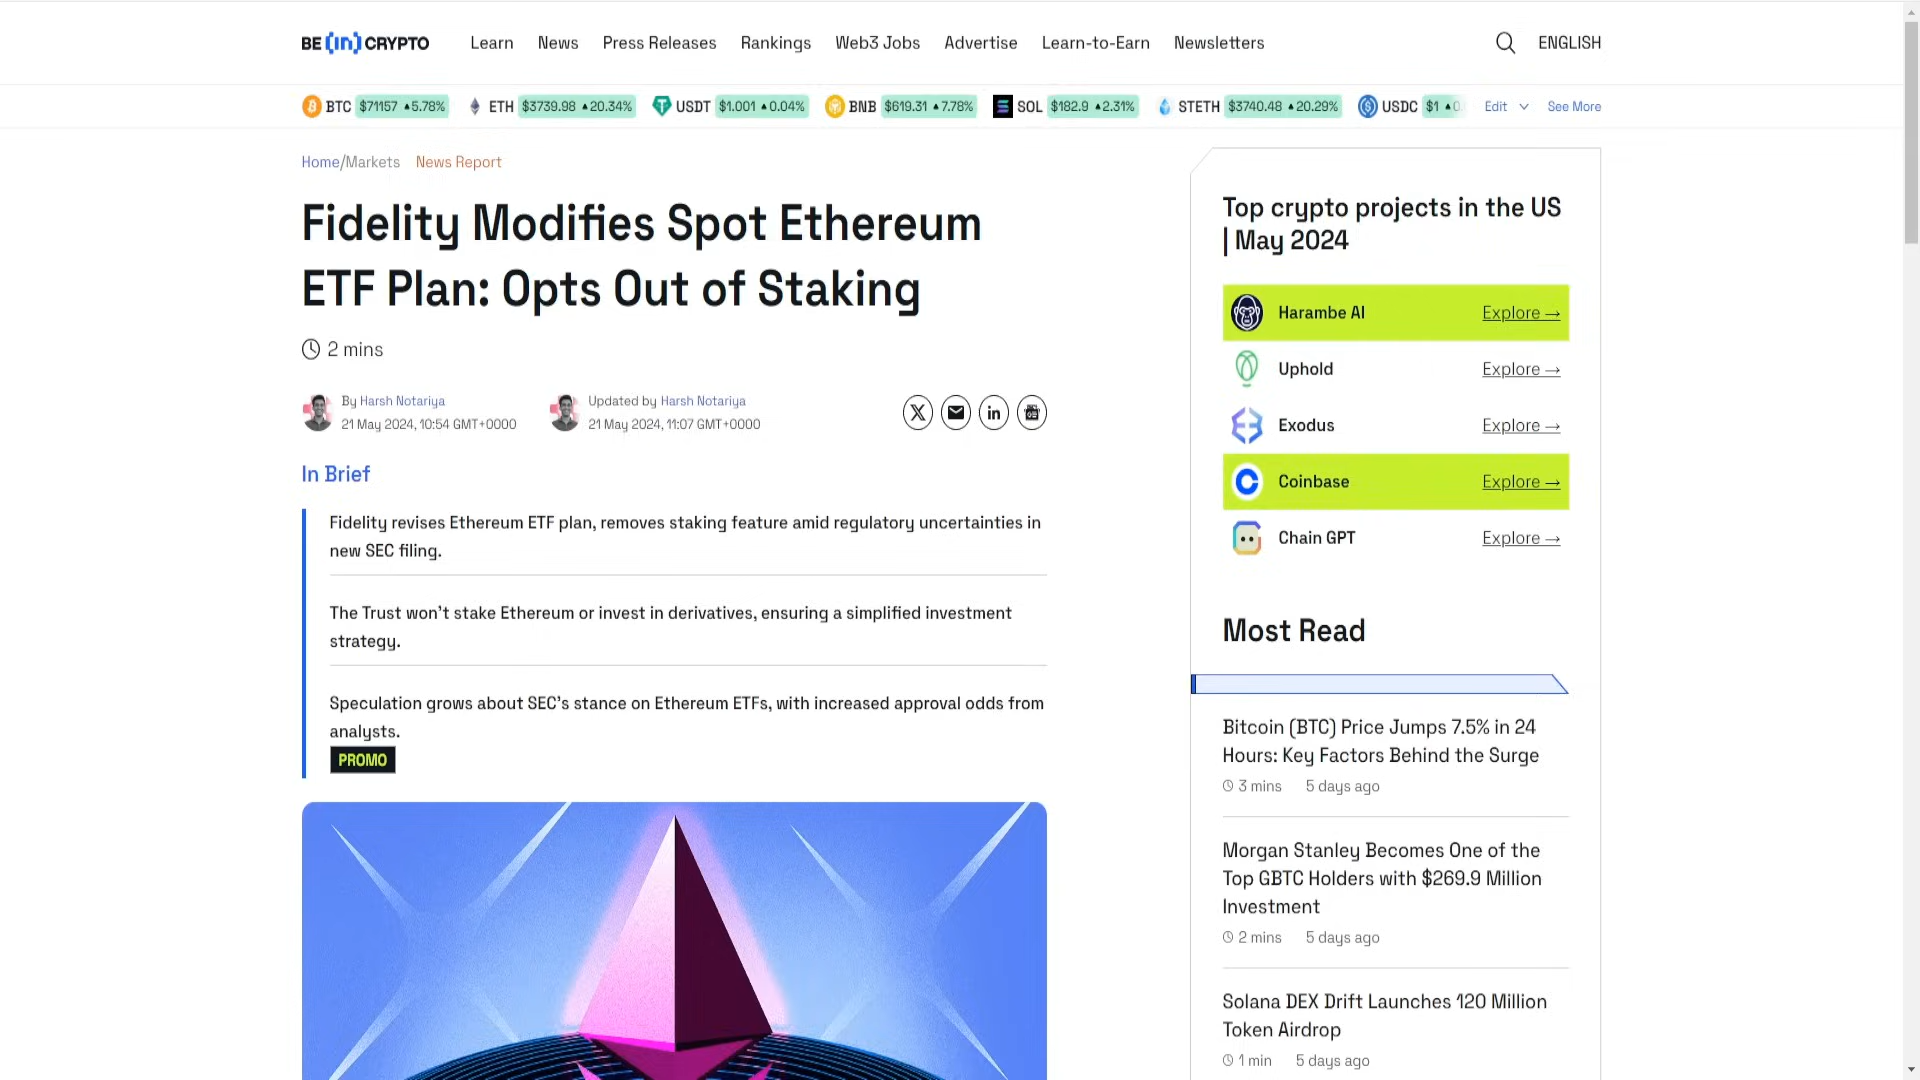 BE [in] CRYPTO Learn News Press Releases Rankings Web3 Jobs Advertise Learn-to-Earn Newsletters ENGLISH
BTC $71157 ▲5.78% ETH $3739.98 ▲20.34% USDT $1.001 ▲0.04% BNB $619.31 ▲7.78% SOL $182.9 ▲2.31% STETH $3740.48 ▲20.29% USDC $1 ▲0. Edit See More
Home/Markets News Report
Fidelity Modifies Spot Ethereum
ETF Plan: Opts Out of Staking
2 mins
By Harsh Notariya
21 May 2024, 10:54 GMT+0000
Updated by Harsh Notariya
21 May 2024, 11:07 GMT+0000
In Brief
Fidelity revises Ethereum ETF plan, removes staking feature amid regulatory uncertainties in
new SEC filing.
The Trust won't stake Ethereum or invest in derivatives, ensuring a simplified investment
strategy.
Speculation grows about SEC's stance on Ethereum ETFs, with increased approval odds from
analysts.
PROMO
Top crypto projects in the US
| May 2024
Harambe AI Explore →
Uphold Explore →
Exodus Explore →
Coinbase Explore →
Chain GPT Explore →
Most Read
Bitcoin (BTC) Price Jumps 7.5% in 24
Hours: Key Factors Behind the Surge
3 mins 5 days ago
Morgan Stanley Becomes One of the
Top GBTC Holders with $269.9 Million
Investment
2 mins 5 days ago
Solana DEX Drift Launches 120 Million
Token Airdrop
1 min 5 days ago